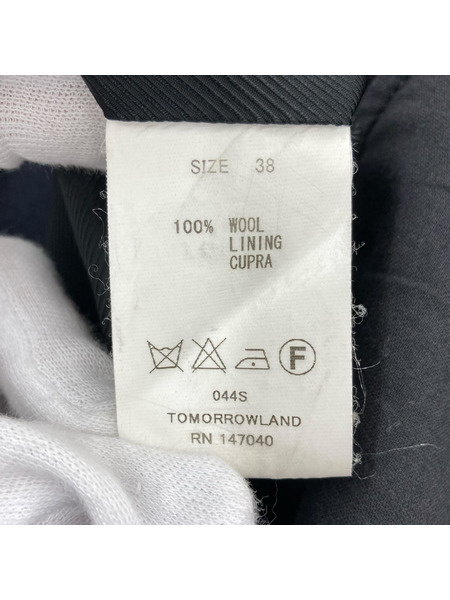 SIZE 38
100% WOOL
LINING
CUPRA
F
044S
TOMORROWLAND
RN 147040